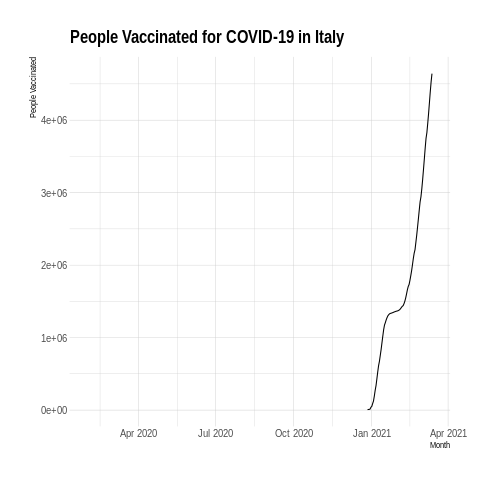 People Vaccinated for COVID-19 in Italy
People Vaccinated
4e+06
3e+06
2e+06
1e+06
0e+00
Apr 2020 Jul 2020 Oct 2020 Jan 2021 Apr 2021
Month